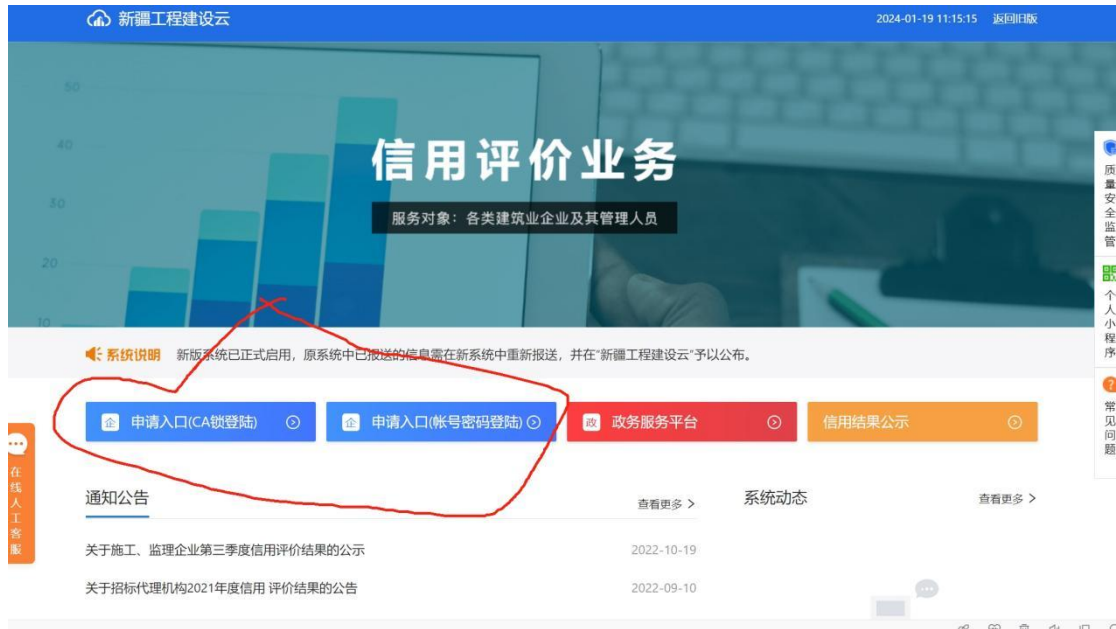 新疆工程建设云
2024-01-19 11:15:15 返回旧版
50
40
30
20
10
信用评价业务
服务对象：各类建筑业企业及其管理人员
质量安全监管
个人小程序
常见问题
系统说明 新版系统已正式启用，原系统中已报送的信息需在新系统中重新报送，并在"新疆工程建设云"予以公布。
企 申请入口(CA锁登陆)
企 申请入口(帐号密码登陆)
政 政务服务平台
信用结果公示
在线人工客服
通知公告 查看更多 >
系统动态 查看更多 >
关于施工、监理企业第三季度信用评价结果的公示 2022-10-19
关于招标代理机构2021年度信用 评价结果的公告 2022-09-10